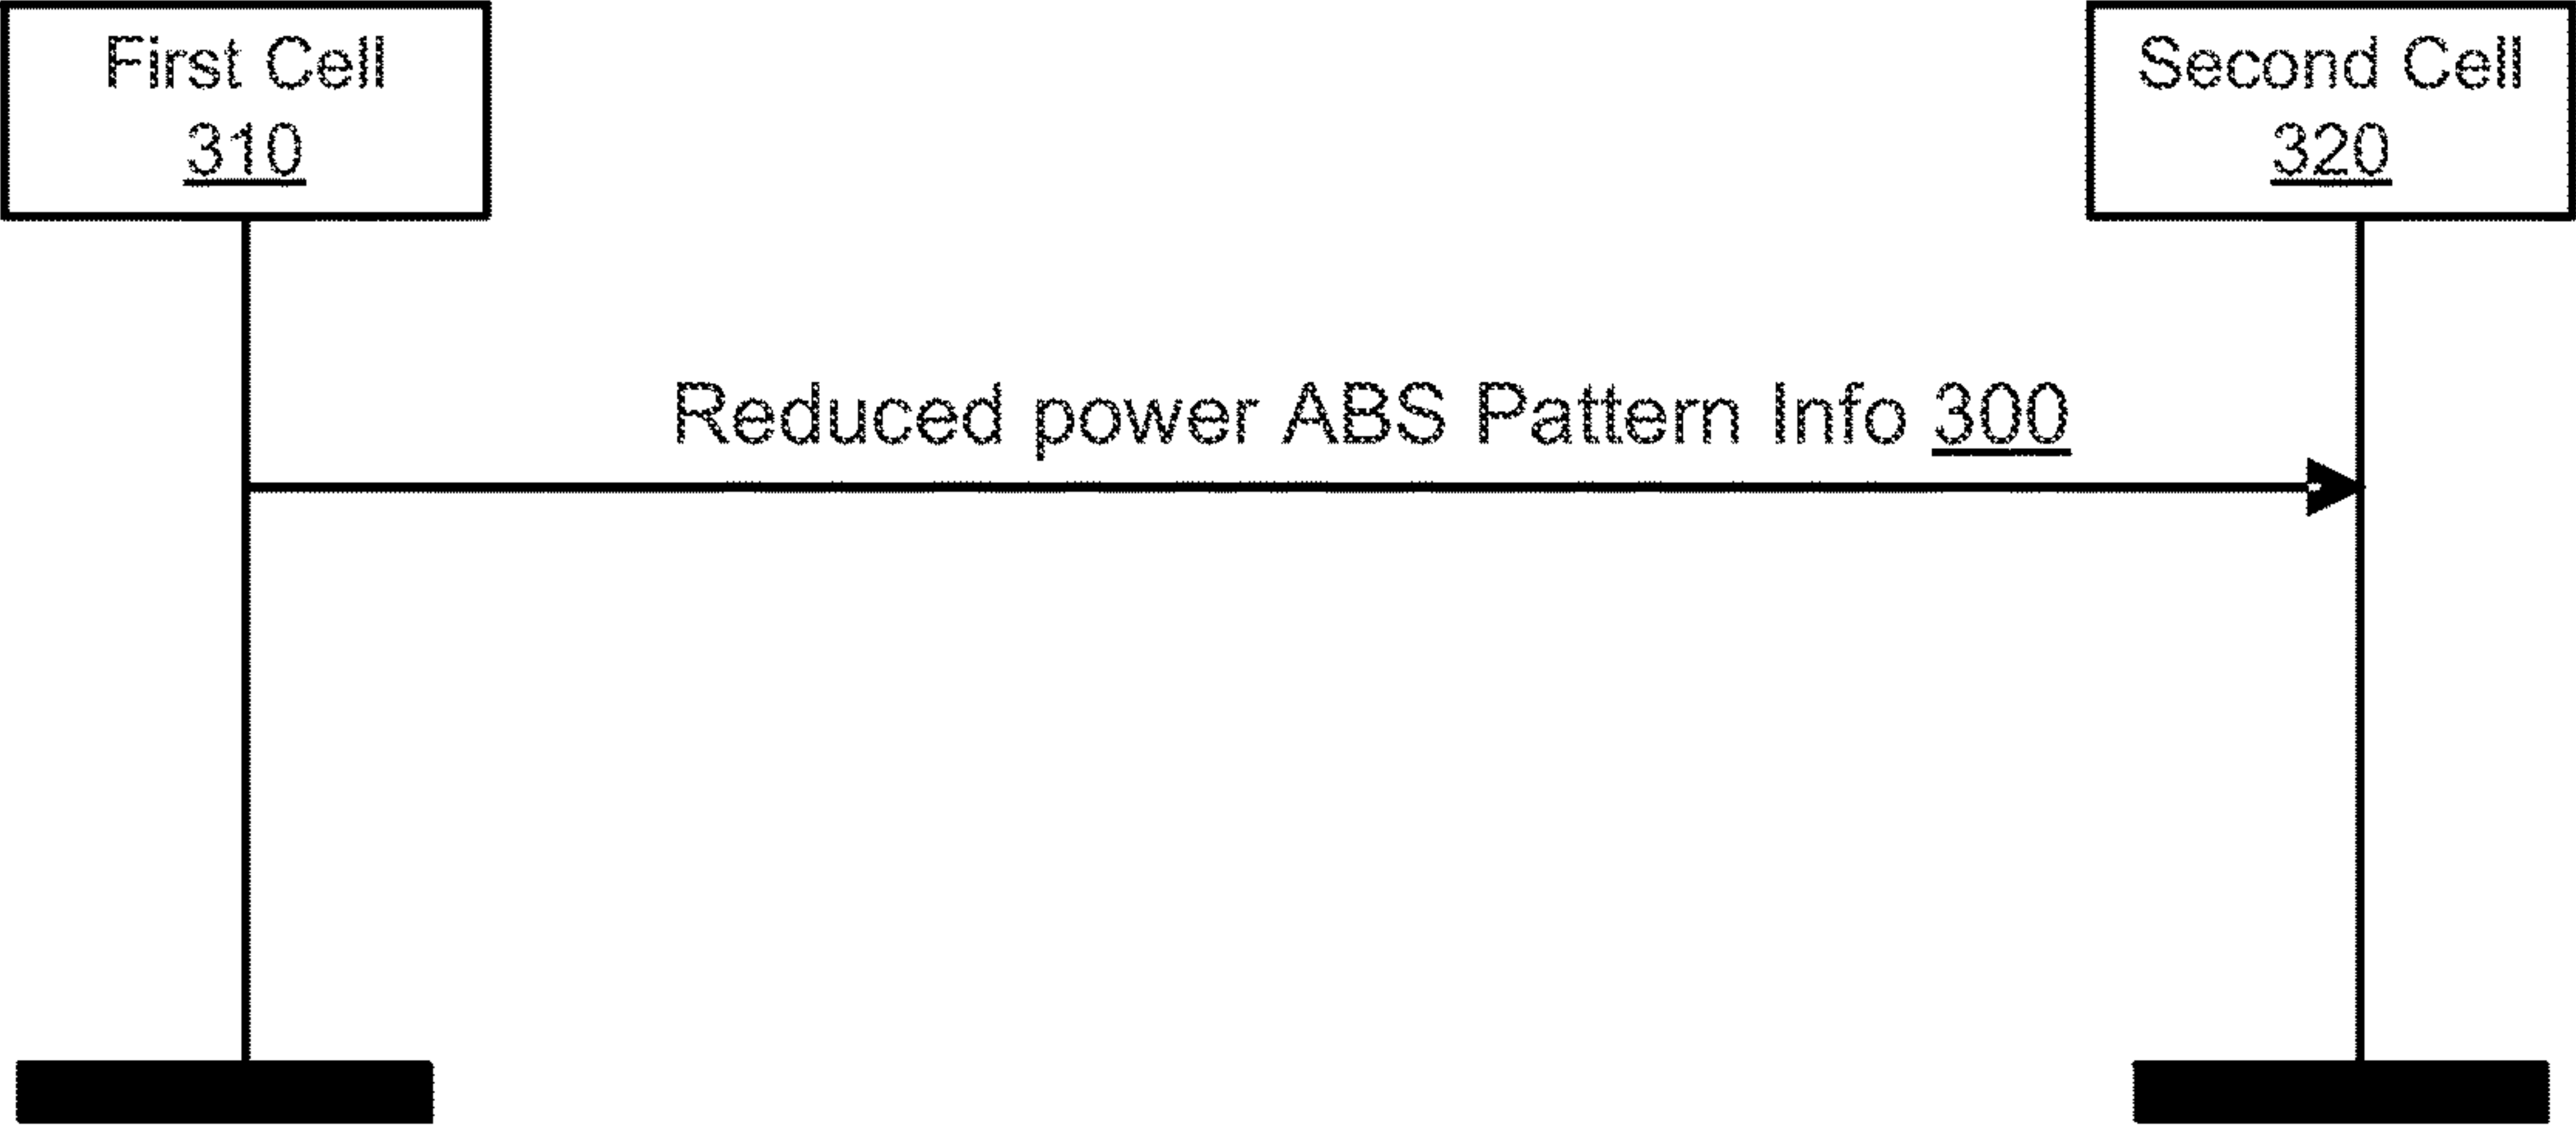 First Cell
310
Second Cell
320
Reduced power ABS Pattern Info 300